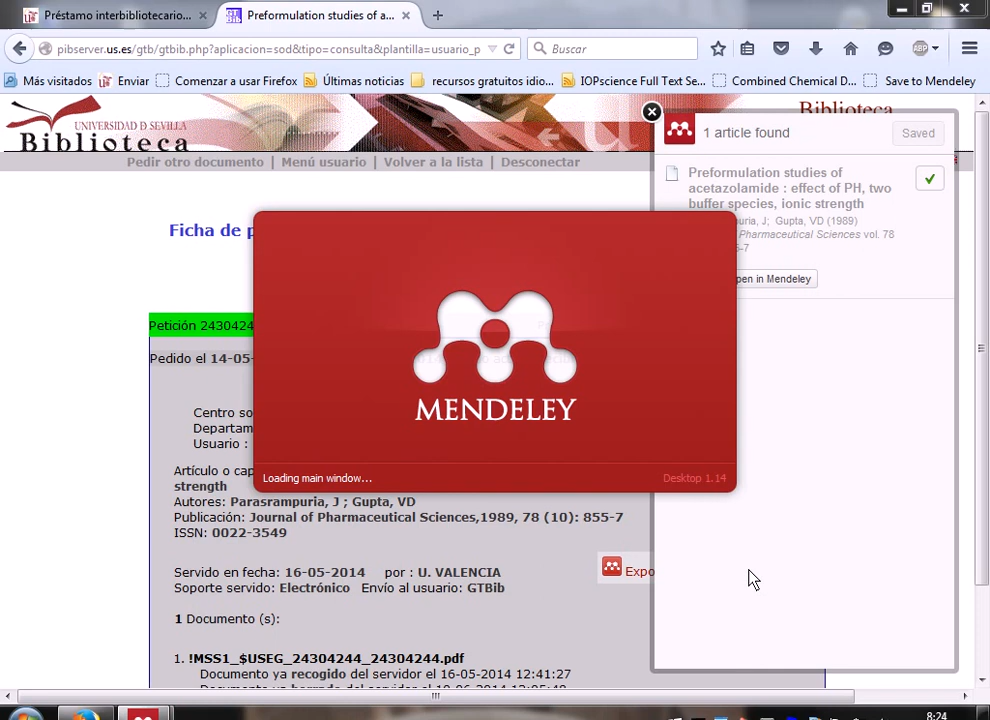 Préstamo interbibliotecario...
Preformulation studies of a...
pibserver.us.es/gtb/gtbib.php?aplicacion=sod&tipo=consulta&plantilla=usuario_p
Buscar
Más visitados
Enviar
Comenzar a usar Firefox
Últimas noticias
recursos gratuitos idio...
IOPscience Full Text Se...
Combined Chemical D...
Save to Mendeley
UNIVERSIDAD DE SEVILLA
Biblioteca
Biblioteca
Pedir otro documento | Menú usuario | Volver a la lista | Desconectar
1 article found
Saved
Preformulation studies of
acetazolamide : effect of PH, two
buffer species, ionic strength
Gupta, VD (1989)
Pharmaceutical Sciences vol. 78
Open in Mendeley
Ficha de p
Petición 2430424
Pedido el 14-05-
MENDELEY
Loading main window...
Desktop 1.14
Centro so
Departam
Usuario :
Artículo o cap
strength
Autores: Parasrampuria, J ; Gupta, VD
Publicación: Journal of Pharmaceutical Sciences,1989, 78 (10): 855-7
ISSN: 0022-3549
Servido en fecha: 16-05-2014 por : U. VALENCIA
Soporte servido: Electrónico Envío al usuario: GTBib
Expo
1 Documento (s):
1. !MSS1_$USEG_24304244_24304244.pdf
Documento ya recogido del servidor el 16-05-2014 12:41:27
8:24